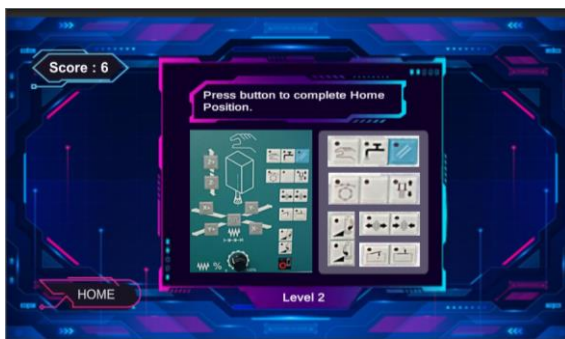 Score : 6
Press button to complete Home
Position.
%
HOME
Level 2